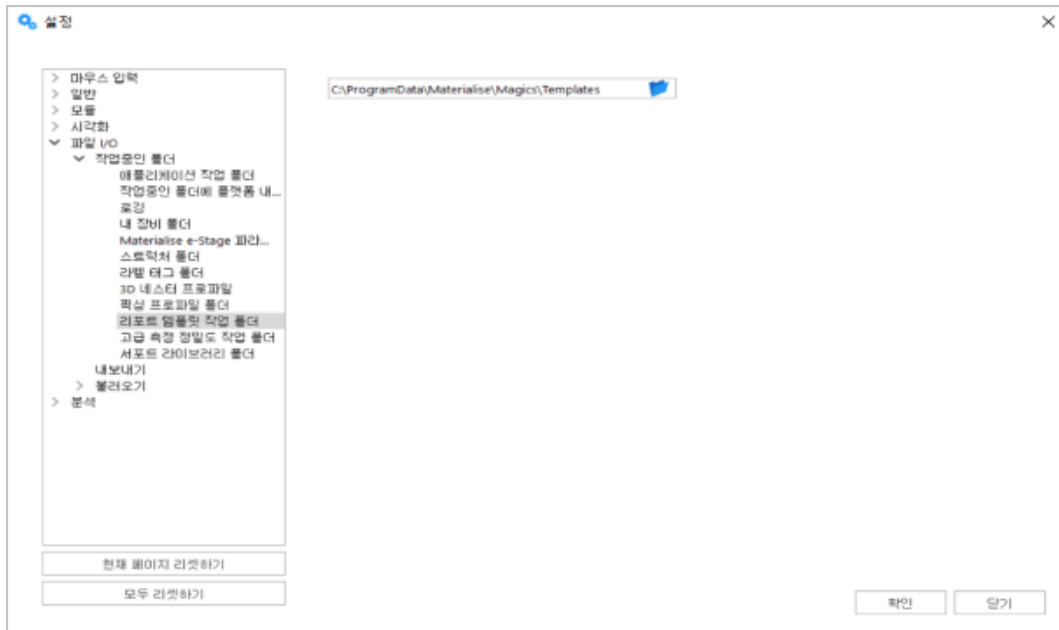 설정
마우스 입력
일반
모듈
시각화
파일 I/O
작업중인 폴더
애플리케이션 작업 폴더
작업중인 폴더에 플랫폼 내...
로깅
내 장비 폴더
Materialise e-Stage 파라...
스트럭처 폴더
라벨 태그 폴더
3D 네스터 프로파일
픽싱 프로파일 폴더
리포트 템플릿 작업 폴더
고급 측정 정밀도 작업 폴더
서포트 라이브러리 폴더
내보내기
불러오기
분석
C:\ProgramData\Materialise\Magics\Templates
현재 페이지 리셋하기
모두 리셋하기
확인
닫기